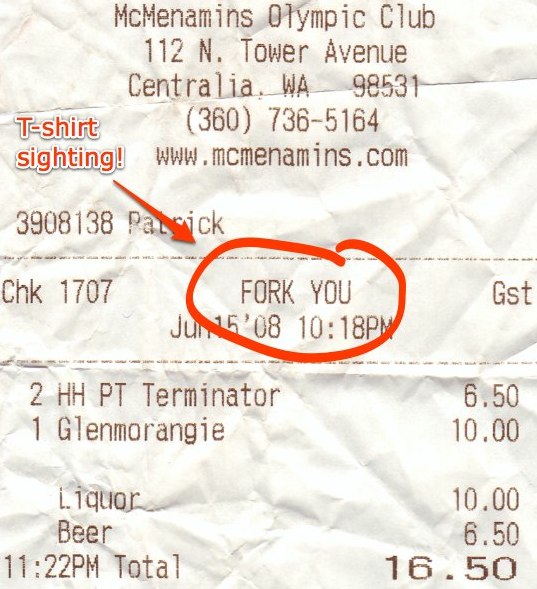 McMenamins Olympic Club
112 N. Tower Avenue
Centralia, WA 98531
(360) 736-5164
www.mcmenamins.com
T-shirt
sighting!
3908138 Patrick
Chk 1707 FORK YOU Gst
Jun15'08 10:18PM
2 HH PT Terminator 6.50
1 Glenmorangie 10.00
Liquor 10.00
Beer 6.50
11:22PM Total 16.50